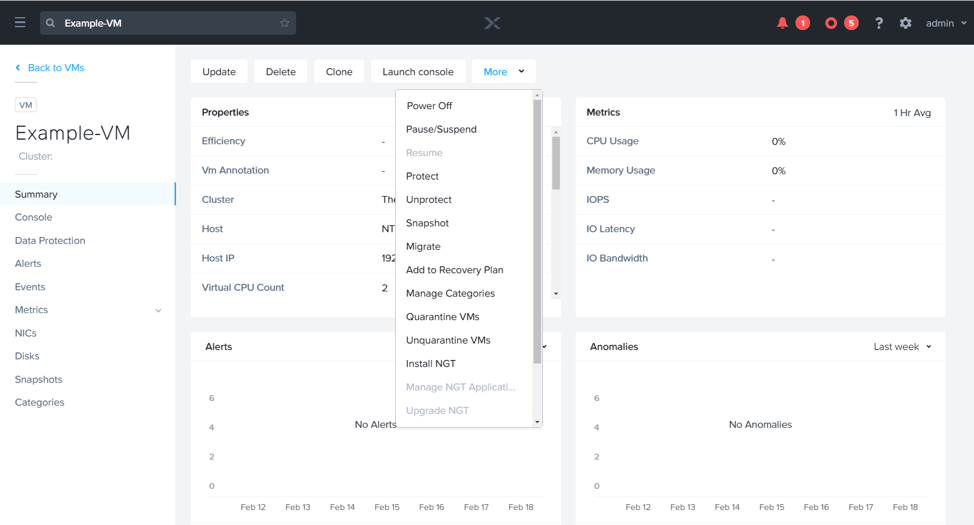 Example-VM
1
5
?
admin
Back to VMs
VM
Example-VM
Cluster:
Summary
Console
Data Protection
Alerts
Events
Metrics
NICs
Disks
Snapshots
Categories
Update Delete Clone Launch console More
Power Off
Pause/Suspend
Resume
Protect
Unprotect
Snapshot
Migrate
Add to Recovery Plan
Manage Categories
Quarantine VMs
Unquarantine VMs
Install NGT
Manage NGT Applicati...
Upgrade NGT
Properties
Efficiency -
Vm Annotation -
Cluster The
Host NT
Host IP 192
Virtual CPU Count 2
Metrics 1 Hr Avg
CPU Usage 0%
Memory Usage 0%
IOPS -
IO Latency -
IO Bandwidth -
Alerts
6
4
2
0
No Alerts
Feb 12 Feb 13 Feb 14 Feb 15 Feb 16 Feb 17 Feb 18
Anomalies Last week
6
4
2
0
No Anomalies
Feb 12 Feb 13 Feb 14 Feb 15 Feb 16 Feb 17 Feb 18